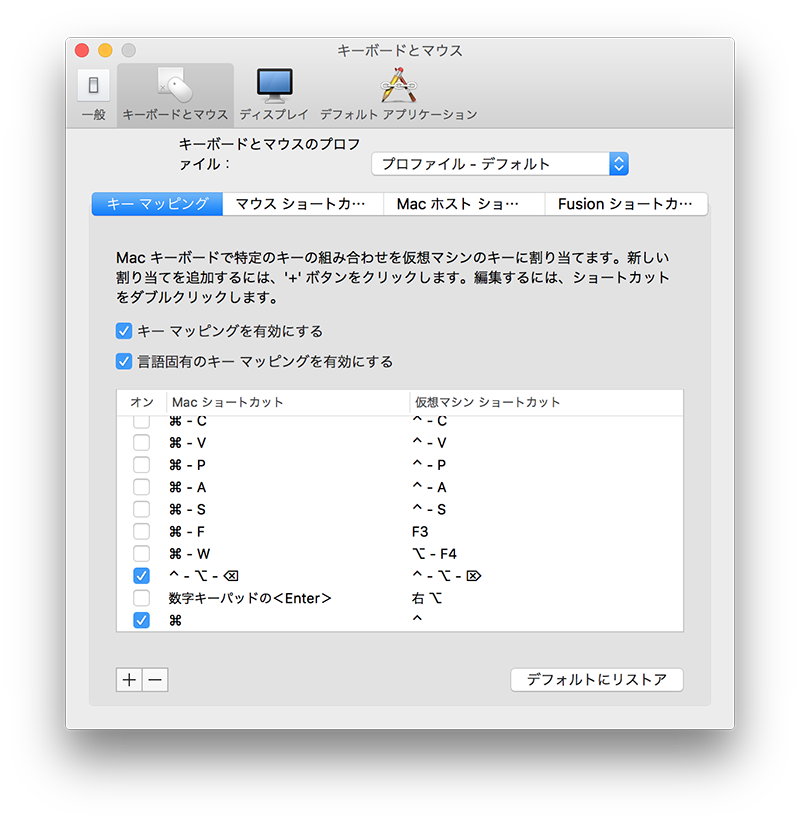 キーボードとマウス
一般 キーボードとマウス ディスプレイ デフォルト アプリケーション
キーボードとマウスのプロフ
ァイル： プロファイル - デフォルト
キー マッピング マウス ショートカ… Mac ホスト ショ… Fusion ショートカ…
Mac キーボードで特定のキーの組み合わせを仮想マシンのキーに割り当てます。新しい
割り当てを追加するには、'+' ボタンをクリックします。編集するには、ショートカット
をダブルクリックします。
キー マッピングを有効にする
言語固有のキー マッピングを有効にする
オン Mac ショートカット 仮想マシン ショートカット
⌘ - C ^ - C
⌘ - V ^ - V
⌘ - P ^ - P
⌘ - A ^ - A
⌘ - S ^ - S
⌘ - F F3
⌘ - W ⌥ - F4
^ - ⌥ - ⌫ ^ - ⌥ - ⌦
数字キーパッドの<Enter> 右 ⌥
⌘ ^
+ −
デフォルトにリストア